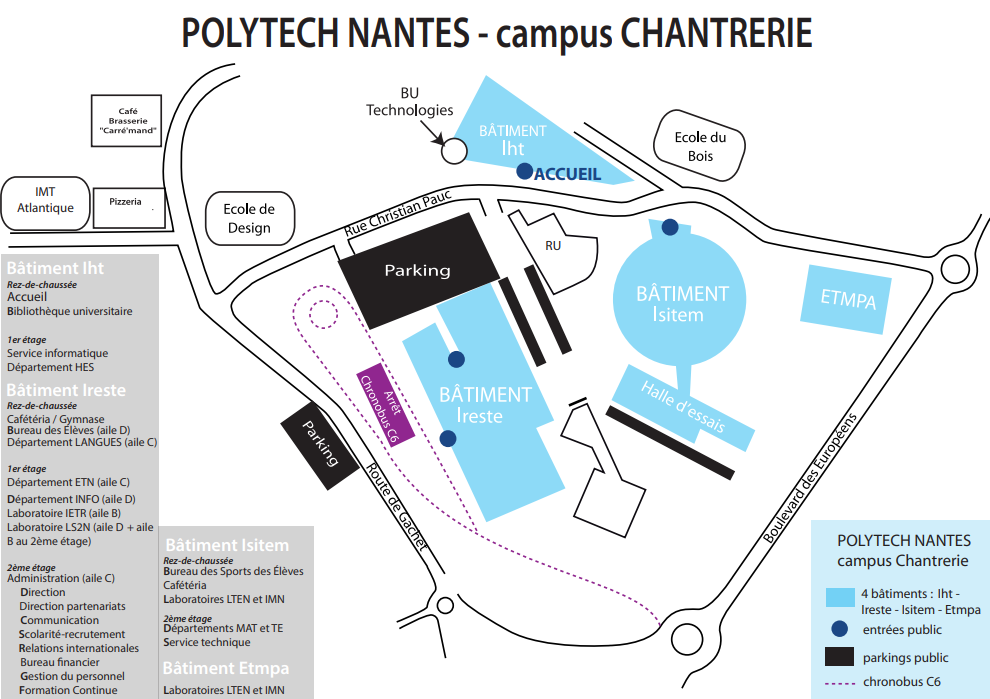 POLYTECH NANTES - campus CHANTRERIE
Café
Brasserie
"Carré'mand"
BU
Technologies
BÂTIMENT
Iht
ACCUEIL
Ecole du
Bois
IMT
Atlantique
Pizzeria
Ecole de
Design
Rue Christian Pauc
Parking
RU
BÂTIMENT
Isitem
ETMPA
Arrêt
Chronobus C6
BÂTIMENT
Ireste
Halle d'essais
Parking
Route de Gachet
Boulevard des Européens
Bâtiment Iht
Rez-de-chaussée
Accueil
Bibliothèque universitaire
1er étage
Service informatique
Département HES
Bâtiment Ireste
Rez-de-chaussée
Cafétéria / Gymnase
Bureau des Élèves (aile D)
Département LANGUES (aile C)
1er étage
Département ETN (aile C)
Département INFO (aile D)
Laboratoire IETR (aile B)
Laboratoire LS2N (aile D + aile
B au 2ème étage)
2ème étage
Administration (aile C)
Direction
Direction partenariats
Communication
Scolarité-recrutement
Relations internationales
Bureau financier
Gestion du personnel
Formation Continue
Bâtiment Isitem
Rez-de-chaussée
Bureau des Sports des Élèves
Cafétéria
Laboratoires LTEN et IMN
2ème étage
Départements MAT et TE
Service technique
Bâtiment Etmpa
Laboratoires LTEN et IMN
POLYTECH NANTES
campus Chantrerie
4 bâtiments : Iht -
Ireste - Isitem - Etmpa
entrées public
parkings public
chronobus C6